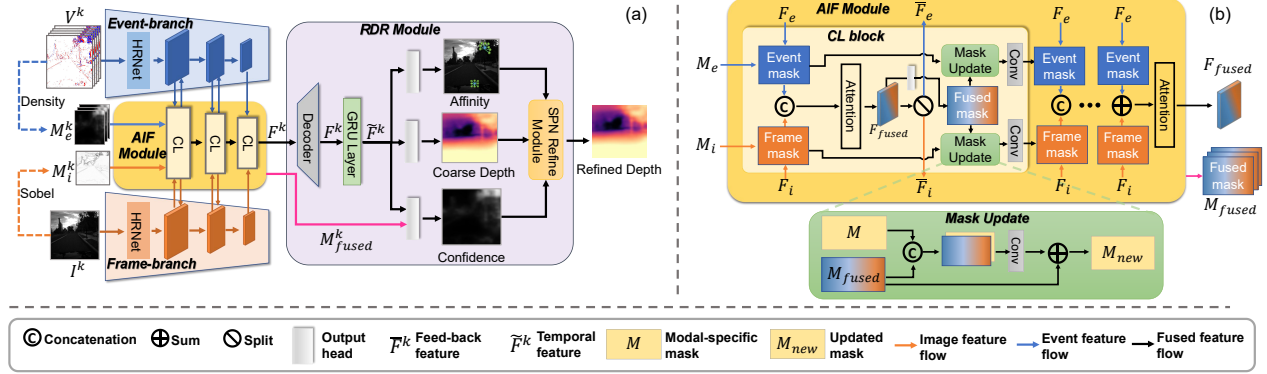 (a)
V^k
Event-branch
HRNet
Density
M_e^k
AIF
Module
CL
CL
CL
M_i^k
Sobel
HRNet
Frame-branch
I^k
F^k
RDR Module
Decoder
F^k
GRU Layer
F̃^k
Affinity
Coarse Depth
Confidence
M_fused^k
SPN Refine
Module
Refined Depth
(b)
AIF Module
CL block
F_e
F̅_e
F_e
F_e
M_e
Event
mask
C
Frame
mask
M_i
F_i
Attention
F_fused
F̅_i
Mask
Update
Fused
mask
Mask
Update
Conv
Conv
Event
mask
C
Frame
mask
F_i
Event
mask
Frame
mask
F_i
Attention
F_fused
Fused
mask
M_fused
Mask Update
M
M_fused
C
Conv
M_new
C Concatenation
Sum
Split
Output
head
F̅^k Feed-back
feature
F̃^k Temporal
feature
M Modal-specific
mask
M_new Updated
mask
Image feature
flow
Event feature
flow
Fused feature
flow